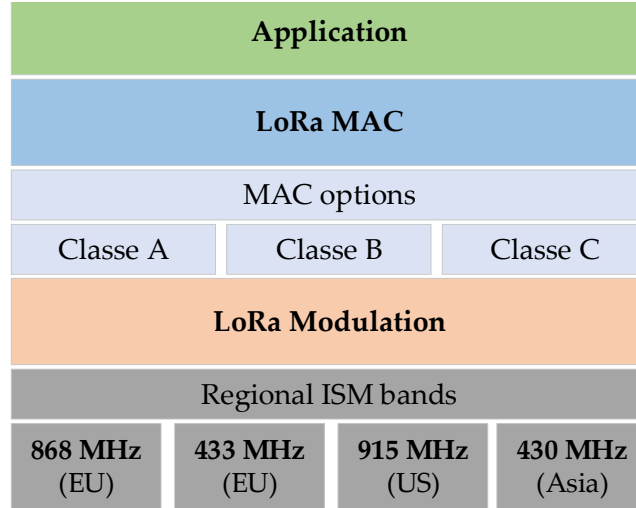 Application
LoRa MAC
MAC options
Classe A Classe B Classe C
LoRa Modulation
Regional ISM bands
868 MHz 433 MHz 915 MHz 430 MHz
(EU) (EU) (US) (Asia)